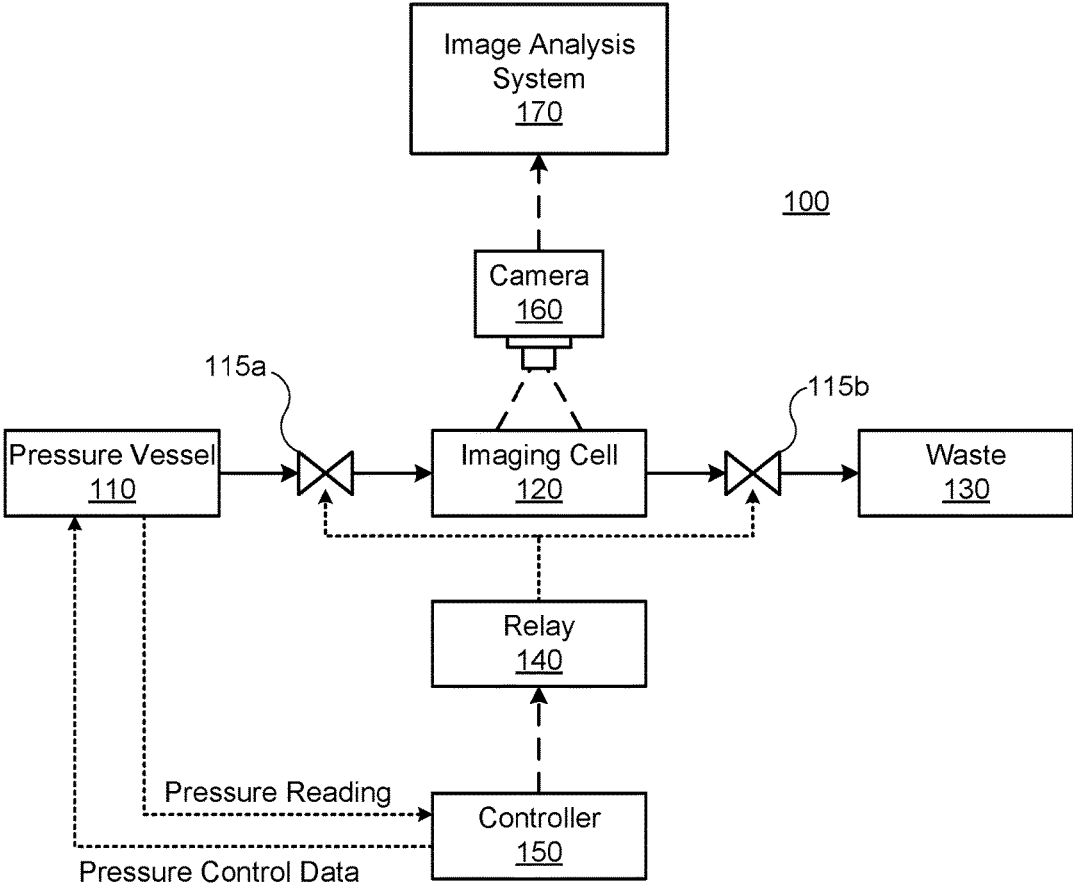 Image Analysis
System
170
100
Camera
160
115a
115b
Pressure Vessel
110
Imaging Cell
120
Waste
130
Relay
140
Pressure Reading
Controller
150
Pressure Control Data